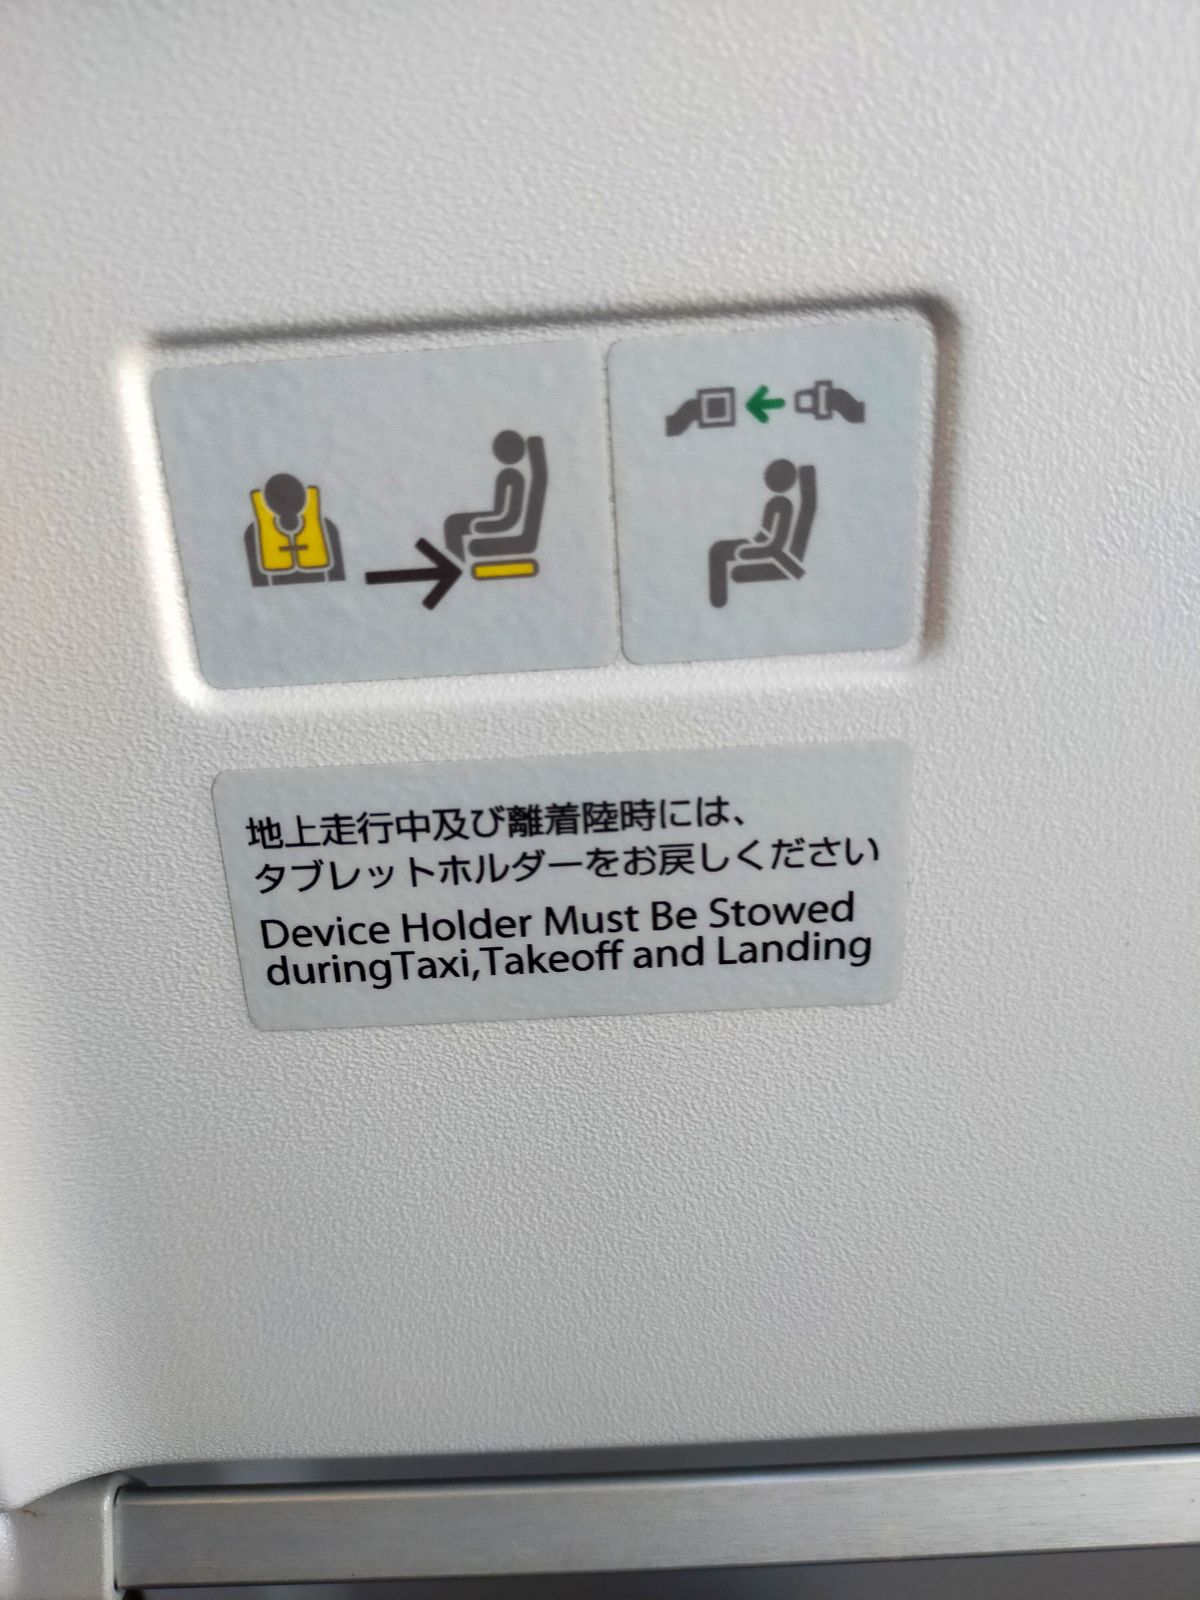 地上走行中及び離着陸時には、
タブレットホルダーをお戻しください
Device Holder Must Be Stowed
duringTaxi,Takeoff and Landing